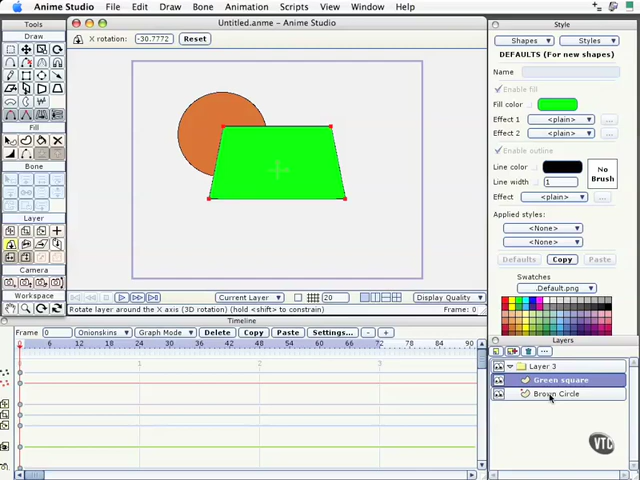 Anime Studio File Edit Draw Bone Animation Scripts View Window Help
Untitled.anme - Anime Studio
X rotation: -30.7772 Reset
Tools
Draw
Fill
Bone
Layer
Camera
Workspace
Current Layer 20 Display Quality
Rotate layer around the X axis (3D rotation) (hold <shift> to constrain) Frame: 0
Timeline
Frame 0 Onionskins Graph Mode Delete Copy Paste Settings... - +
0 6 12 18 24 30 36 42 48 54 60 66 72 78 84 90
1 2 3
Style
Shapes Styles
DEFAULTS (For new shapes)
Name
Enable fill
Fill color
Effect 1 <plain> ...
Effect 2 <plain> ...
Enable outline
Line color
Line width 1
No Brush
Effect <plain> ...
Applied styles:
<None>
<None>
Defaults Copy Paste
Swatches
.Default.png
Layers
Layer 3
Green square
Brown Circle
VTC